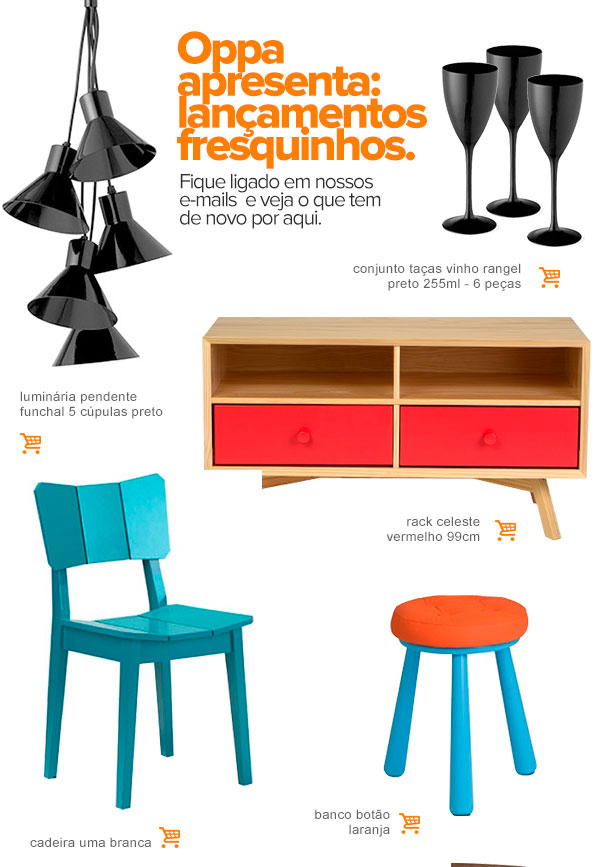 Oppa
apresenta:
lançamentos
fresquinhos.
Fique ligado em nossos
e-mails e veja o que tem
de novo por aqui.
conjunto taças vinho rangel
preto 255ml - 6 peças
luminária pendente
funchal 5 cúpulas preto
rack celeste
vermelho 99cm
banco botão
laranja
cadeira uma branca